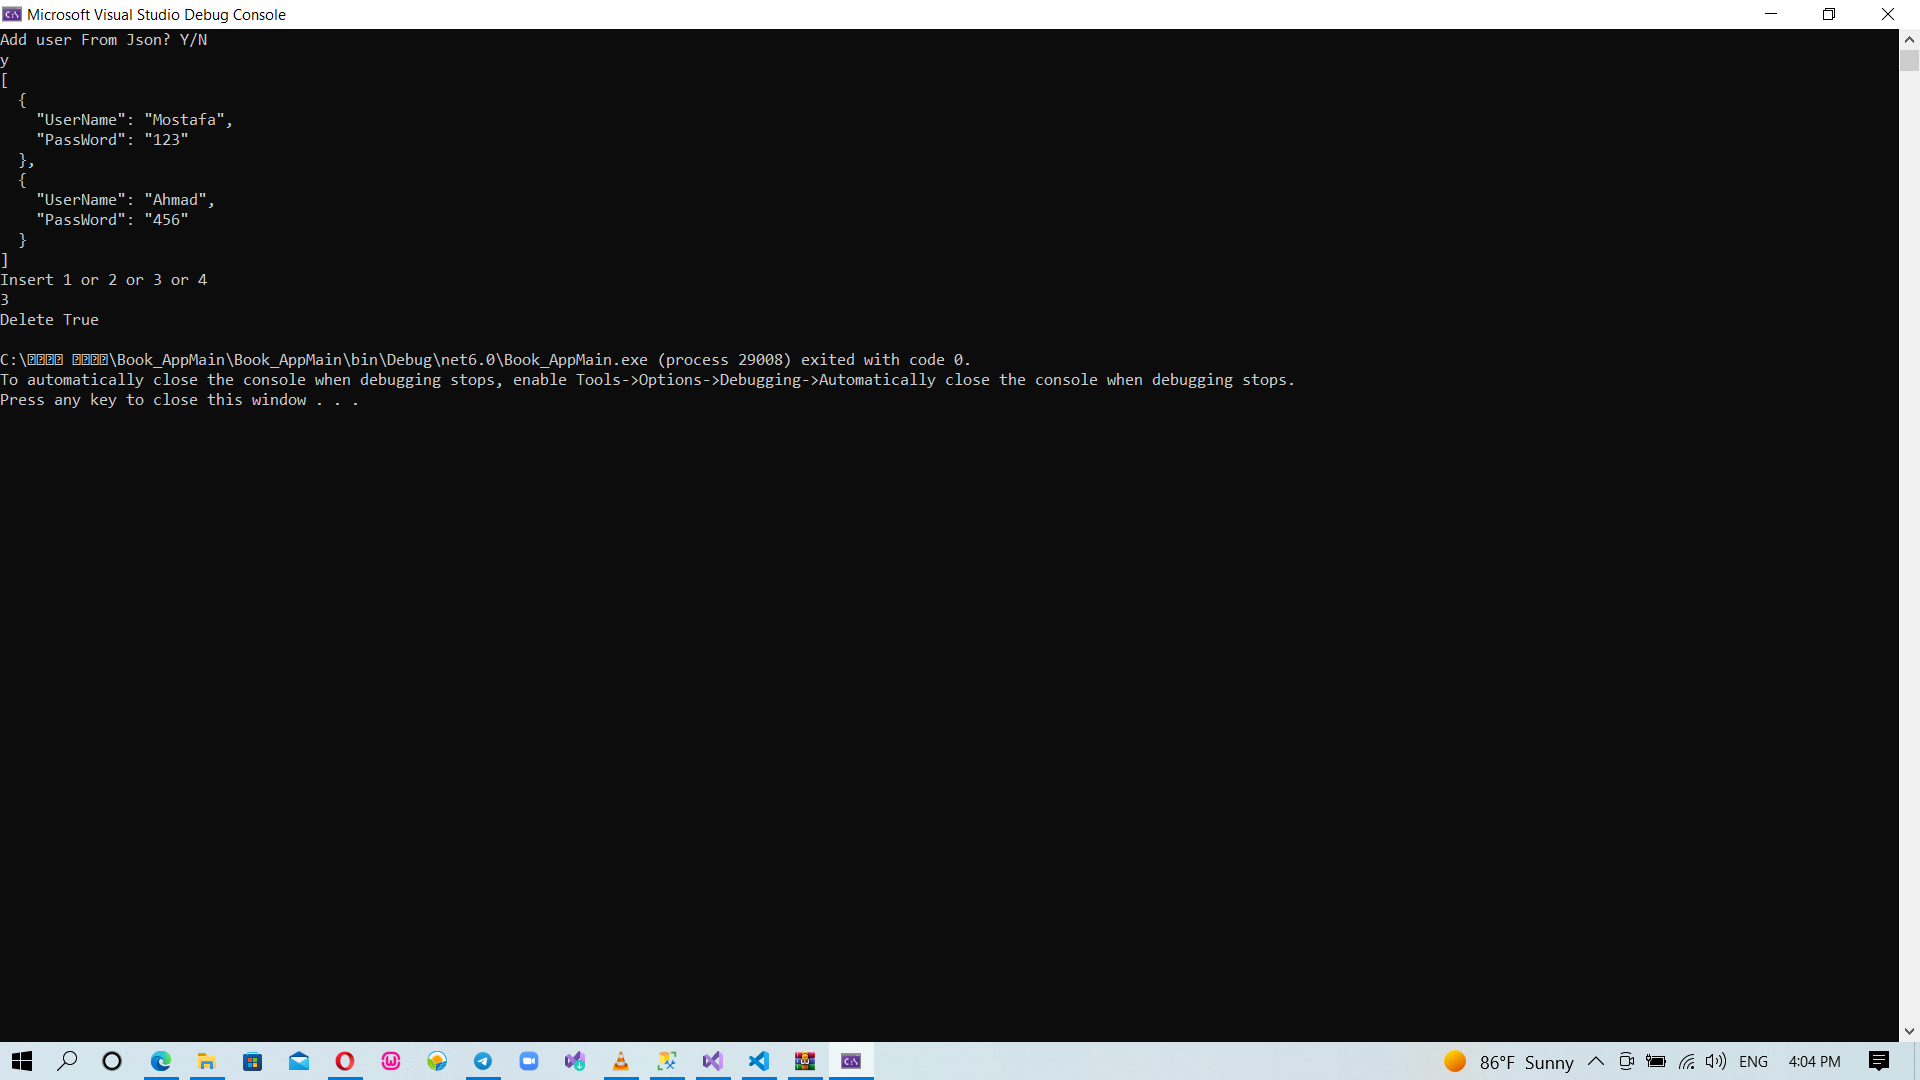 Microsoft Visual Studio Debug Console
Add user From Json? Y/N
y
[
  {
    "UserName": "Mostafa",
    "PassWord": "123"
  },
  {
    "UserName": "Ahmad",
    "PassWord": "456"
  }
]
Insert 1 or 2 or 3 or 4
3
Delete True
C:\ \Book_AppMain\Book_AppMain\bin\Debug\net6.0\Book_AppMain.exe (process 29008) exited with code 0.
To automatically close the console when debugging stops, enable Tools->Options->Debugging->Automatically close the console when debugging stops.
Press any key to close this window . . .
86°F Sunny ENG 4:04 PM